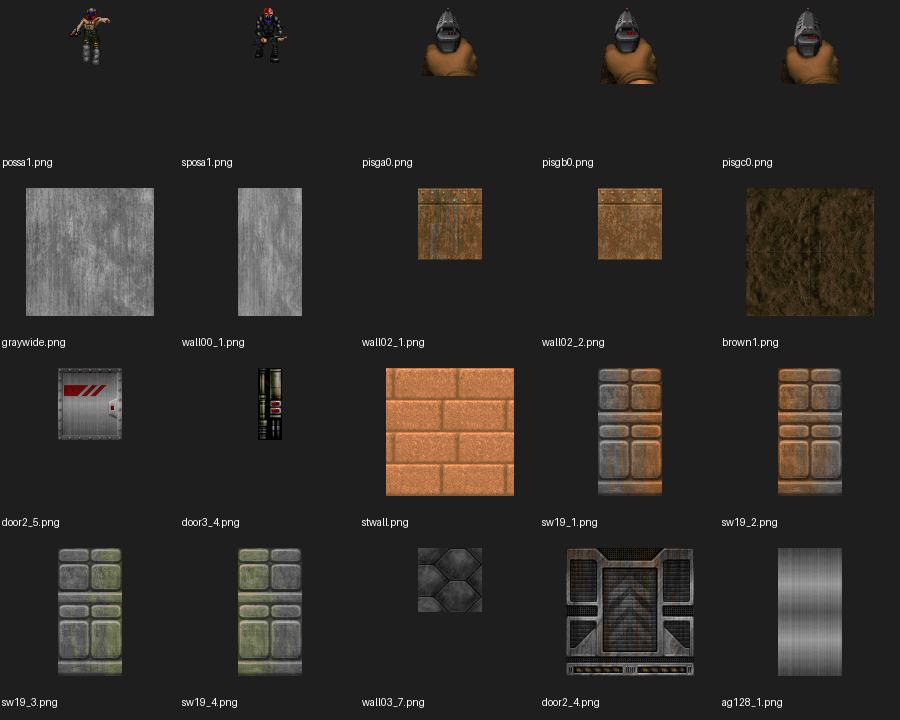 possa1.png
sposa1.png
pisga0.png
pisgb0.png
pisgc0.png
graywide.png
wall00_1.png
wall02_1.png
wall02_2.png
brown1.png
door2_5.png
door3_4.png
stwall.png
sw19_1.png
sw19_2.png
sw19_3.png
sw19_4.png
wall03_7.png
door2_4.png
ag128_1.png